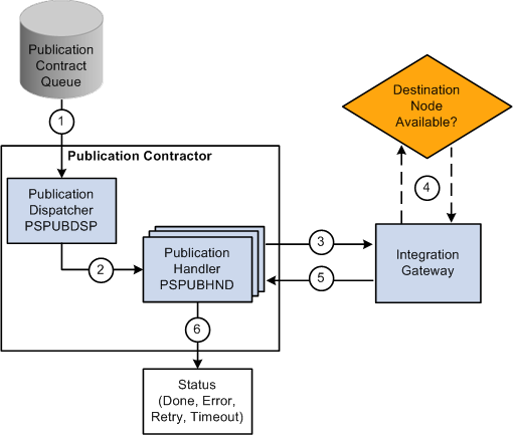 Publication
Contract
Queue
Destination
Node
Available?
1
Publication Contractor
Publication
Dispatcher
PSPUBDSP
4
2
Publication
Handler
PSPUBHND
3
5
Integration
Gateway
6
Status
(Done, Error,
Retry, Timeout)